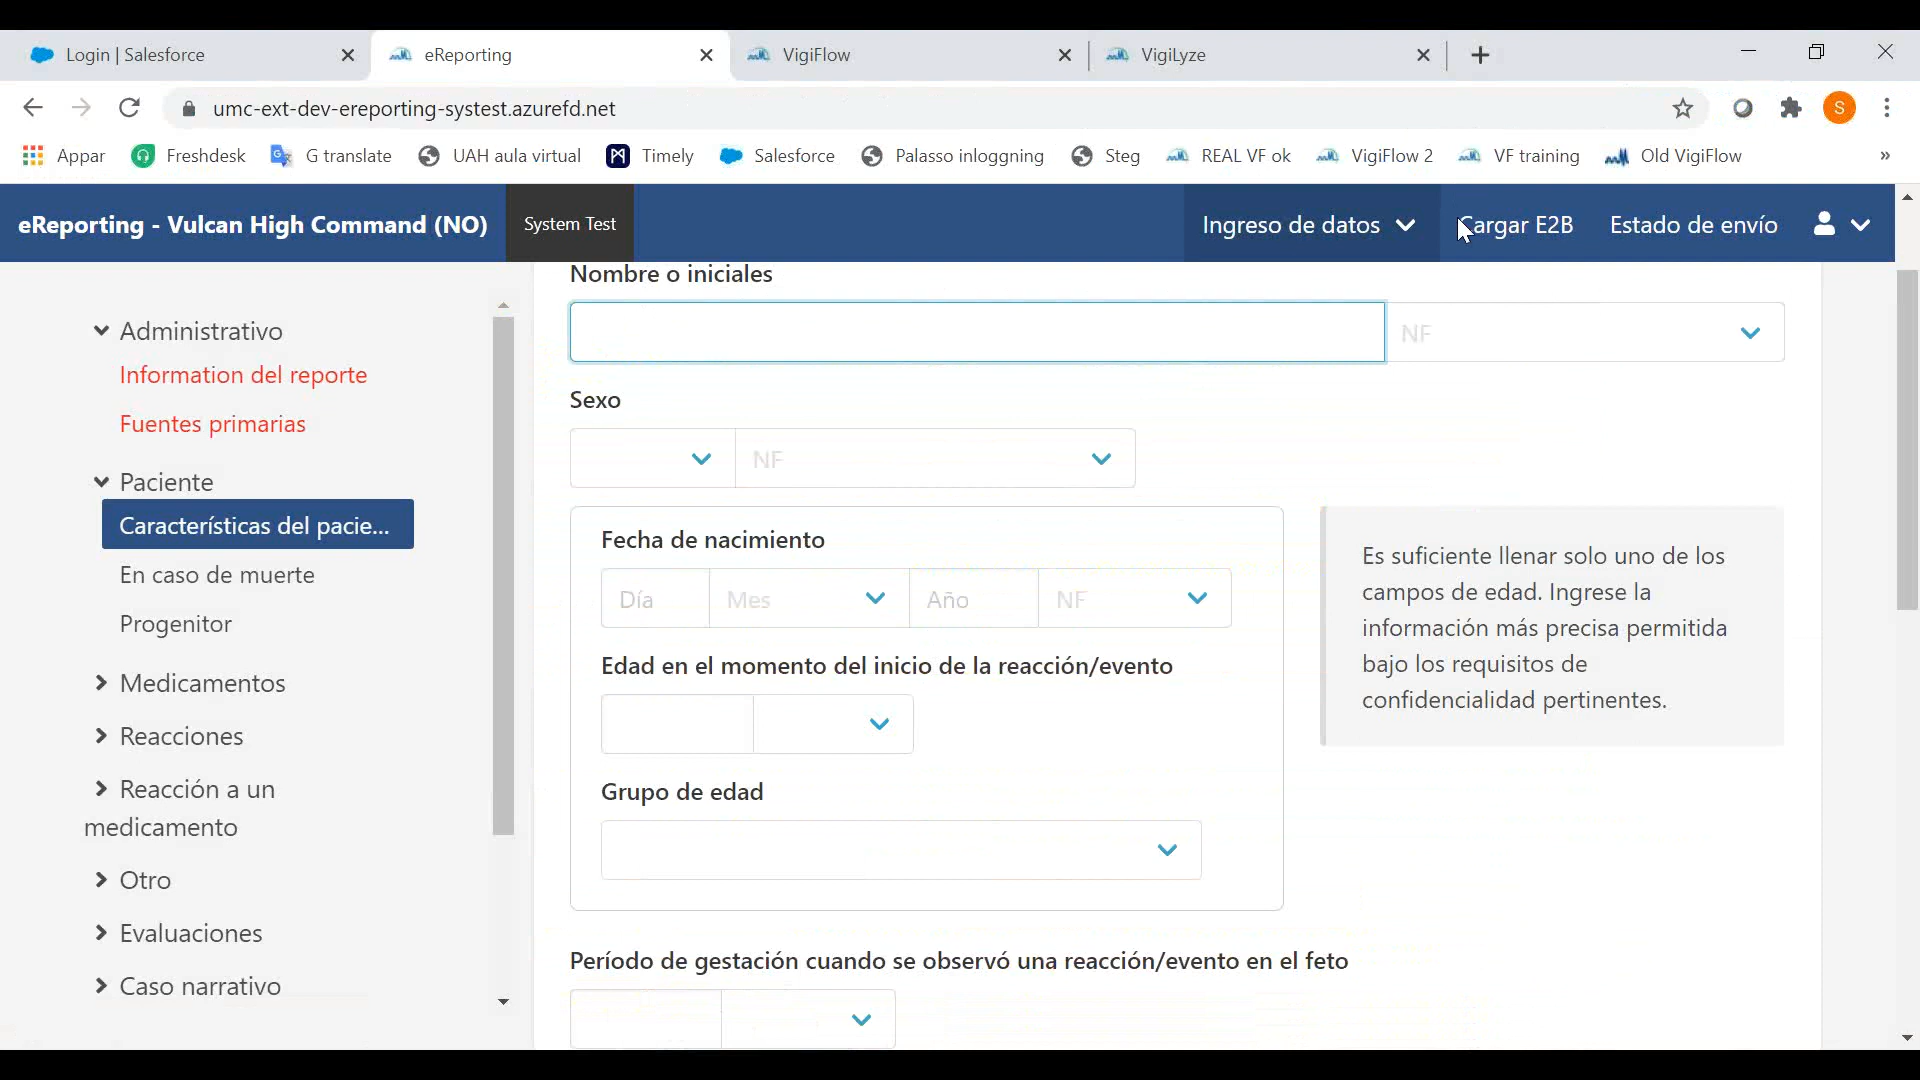 Login | Salesforce
eReporting
VigiFlow
VigiLyze
umc-ext-dev-ereporting-systest.azurefd.net
S
Appar
Freshdesk
G translate
UAH aula virtual
Timely
Salesforce
Palasso inloggning
Steg
REAL VF ok
VigiFlow 2
VF training
Old VigiFlow
»
eReporting - Vulcan High Command (NO)
System Test
Ingreso de datos
Cargar E2B
Estado de envío
Administrativo
Information del reporte
Fuentes primarias
Paciente
Características del pacie...
En caso de muerte
Progenitor
Medicamentos
Reacciones
Reacción a un
medicamento
Otro
Evaluaciones
Caso narrativo
Nombre o iniciales
NF
Sexo
NF
Fecha de nacimiento
Día
Mes
Año
NF
Edad en el momento del inicio de la reacción/evento
Grupo de edad
Es suficiente llenar solo uno de los
campos de edad. Ingrese la
información más precisa permitida
bajo los requisitos de
confidencialidad pertinentes.
Período de gestación cuando se observó una reacción/evento en el feto